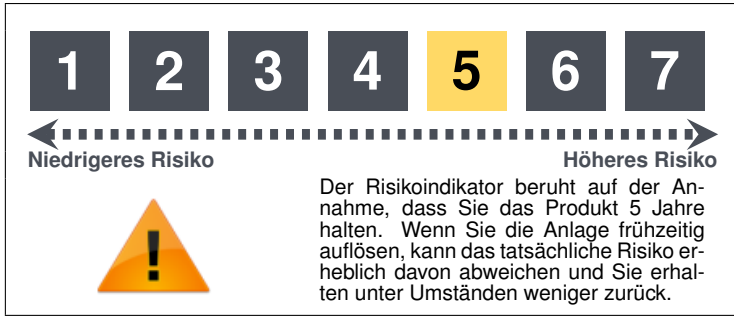 1 2 3 4 5 6 7
Niedrigeres Risiko Höheres Risiko
Der Risikoindikator beruht auf der An-
nahme, dass Sie das Produkt 5 Jahre
halten. Wenn Sie die Anlage frühzeitig
auflösen, kann das tatsächliche Risiko er-
heblich davon abweichen und Sie erhal-
ten unter Umständen weniger zurück.